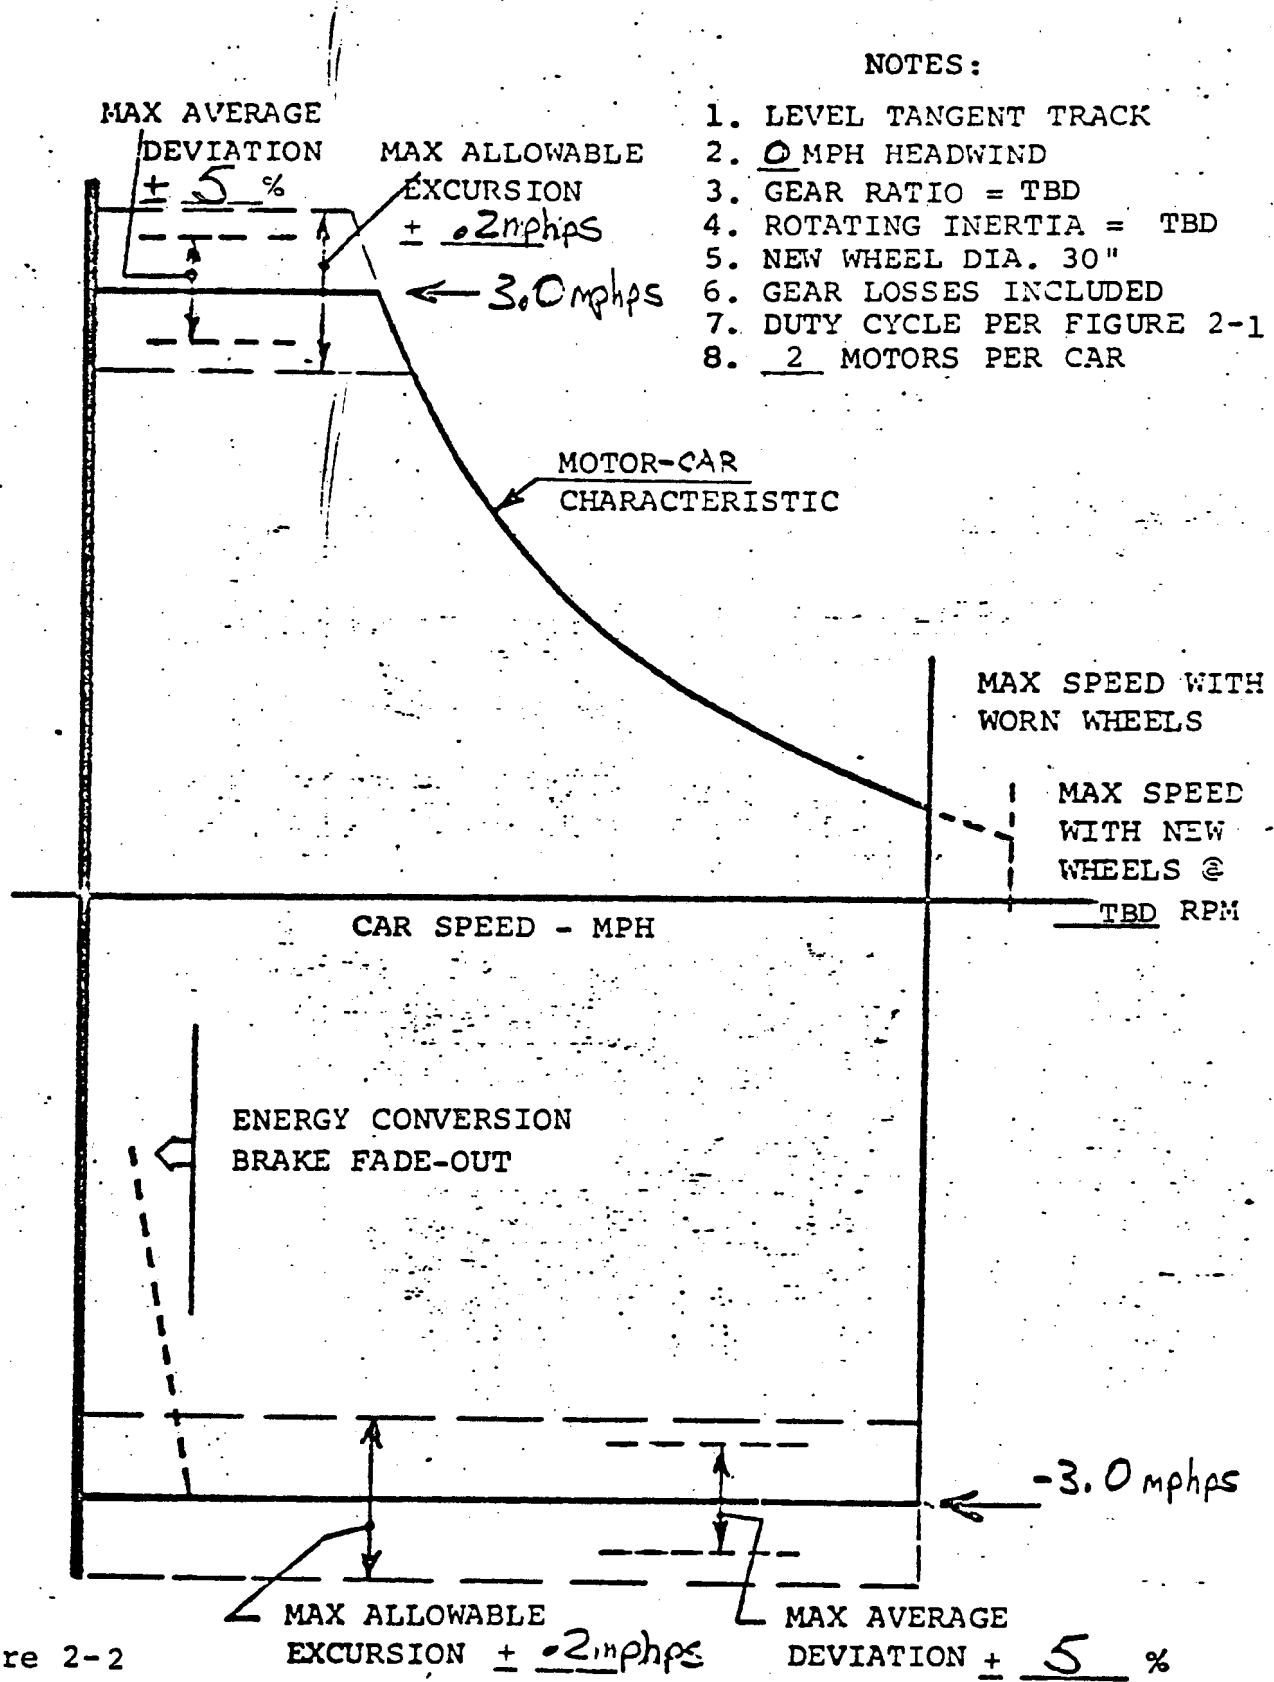 NOTES:
1. LEVEL TANGENT TRACK
2. 0 MPH HEADWIND
3. GEAR RATIO = TBD
4. ROTATING INERTIA = TBD
5. NEW WHEEL DIA. 30"
6. GEAR LOSSES INCLUDED
7. DUTY CYCLE PER FIGURE 2-1
8. 2 MOTORS PER CAR
MAX AVERAGE
DEVIATION
± 5 %
MAX ALLOWABLE
EXCURSION
± .2mphps
3.0 mphps
MOTOR-CAR
CHARACTERISTIC
MAX SPEED WITH
WORN WHEELS
MAX SPEED
WITH NEW
WHEELS @
TBD RPM
CAR SPEED - MPH
ENERGY CONVERSION
BRAKE FADE-OUT
-3.0 mphps
MAX ALLOWABLE
EXCURSION ± .2mphps
MAX AVERAGE
DEVIATION ± 5 %
re 2-2